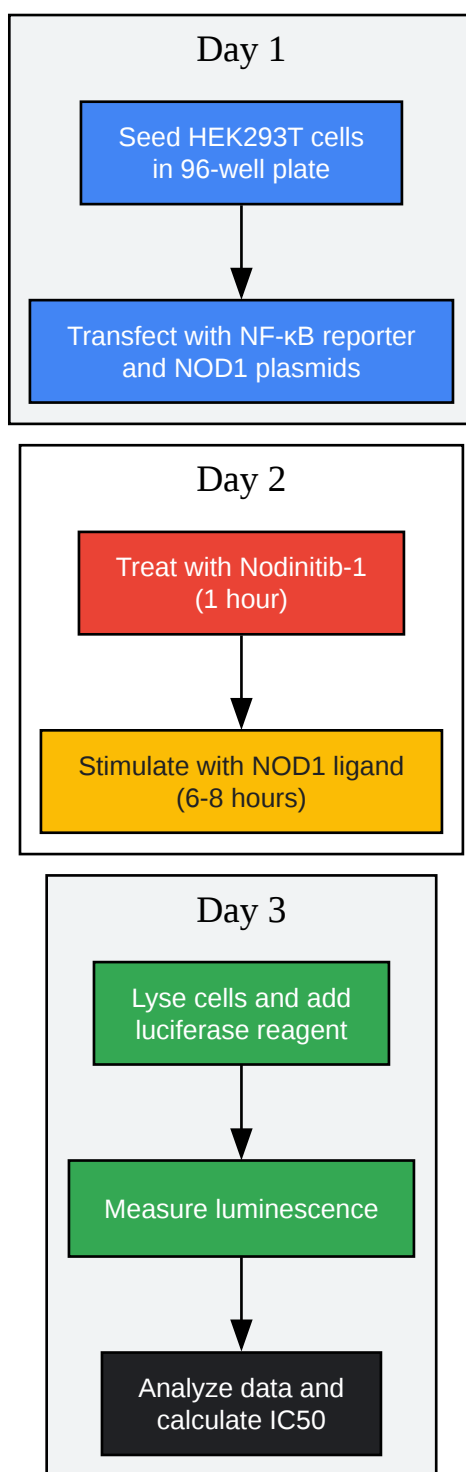 Day 1
Seed HEK293T cells
in 96-well plate
Transfect with NF-κB reporter
and NOD1 plasmids
Day 2
Treat with Nodinitib-1
(1 hour)
Stimulate with NOD1 ligand
(6-8 hours)
Day 3
Lyse cells and add
luciferase reagent
Measure luminescence
Analyze data and
calculate IC50